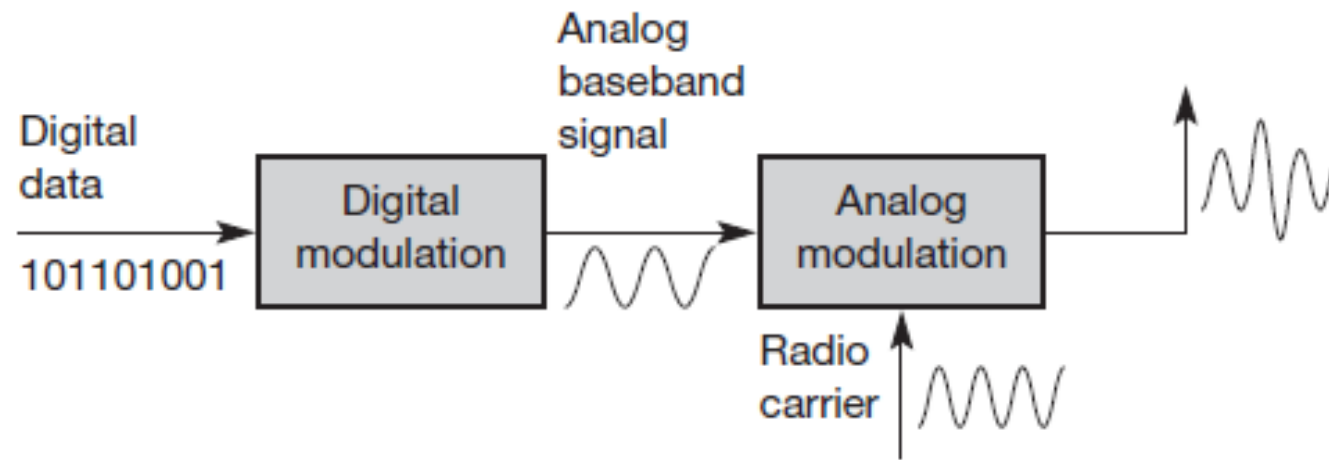 Digital
data
101101001
Digital
modulation
Analog
baseband
signal
Analog
modulation
Radio
carrier